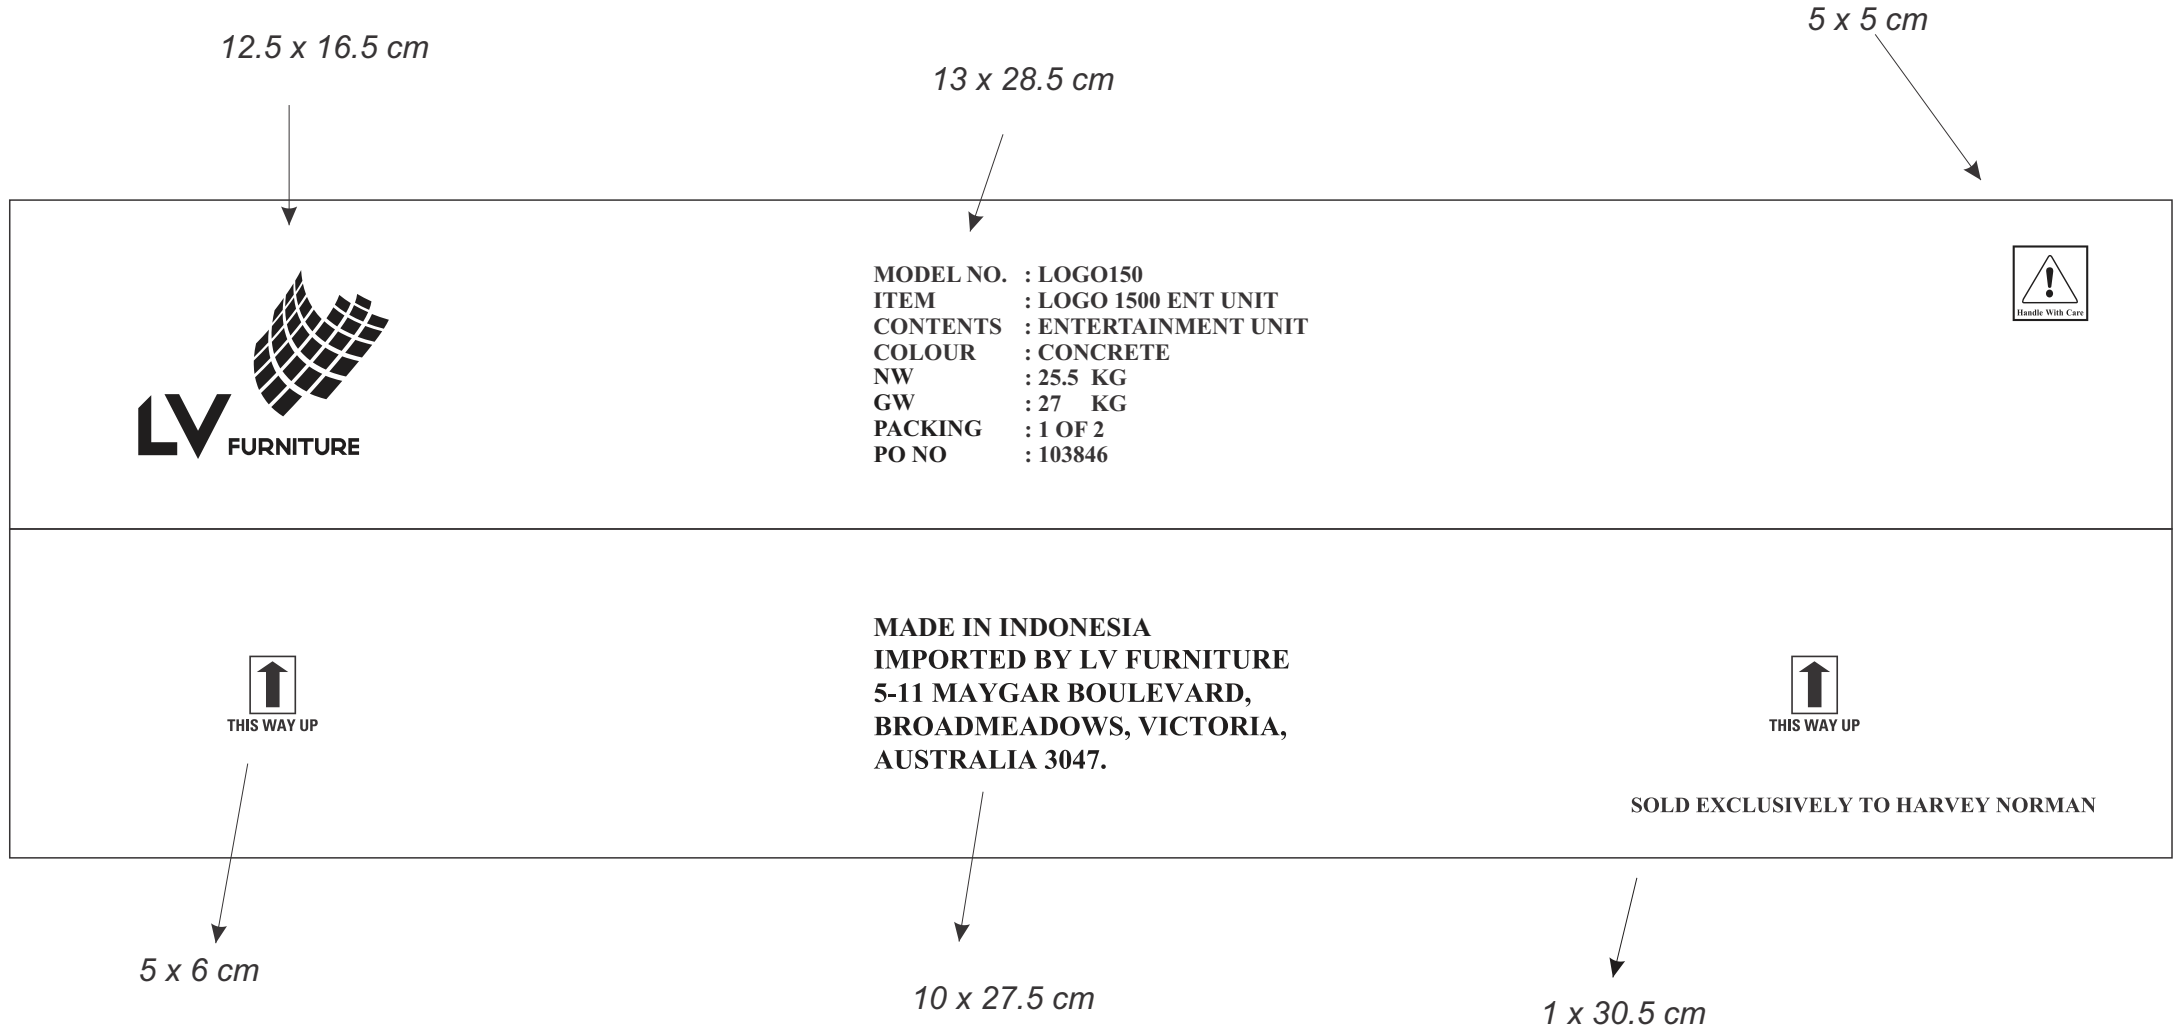 5 x 5 cm
12.5 x 16.5 cm
13 x 28.5 cm
MODEL NO. : LOGO150
ITEM : LOGO 1500 ENT UNIT
CONTENTS : ENTERTAINMENT UNIT
COLOUR : CONCRETE
NW : 25.5 KG
GW : 27 KG
PACKING : 1 OF 2
PO NO : 103846
Handle With Care
LV FURNITURE
MADE IN INDONESIA
IMPORTED BY LV FURNITURE
5-11 MAYGAR BOULEVARD,
BROADMEADOWS, VICTORIA,
AUSTRALIA 3047.
THIS WAY UP
THIS WAY UP
SOLD EXCLUSIVELY TO HARVEY NORMAN
5 x 6 cm
10 x 27.5 cm
1 x 30.5 cm